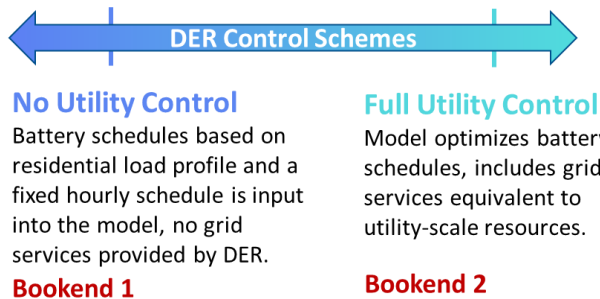 DER Control Schemes
No Utility Control
Battery schedules based on
residential load profile and a
fixed hourly schedule is input
into the model, no grid
services provided by DER.
Bookend 1
Full Utility Control
Model optimizes battery
schedules, includes grid
services equivalent to
utility-scale resources.
Bookend 2